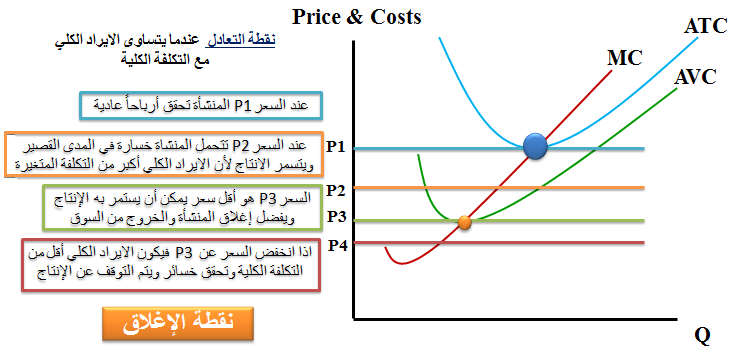 Price & Costs
نقطة التعادل عندما يتساوى الايراد الكلي
مع التكلفة الكلية
عند السعر P1 المنشأة تحقق أرباحاً عادية
عند السعر P2 تتحمل المنشاة خسارة في المدى القصير
ويتسمر الانتاج لأن الايراد الكلي أكبر من التكلفة المتغيرة
السعر P3 هو أقل سعر يمكن أن يستمر به الإنتاج
ويفضل إغلاق المنشأة والخروج من السوق
اذا انخفض السعر عن P3 فيكون الايراد الكلي أقل من
التكلفة الكلية وتحقق خسائر ويتم التوقف عن الإنتاج
نقطة الإغلاق
ATC
MC
AVC
P1
P2
P3
P4
Q